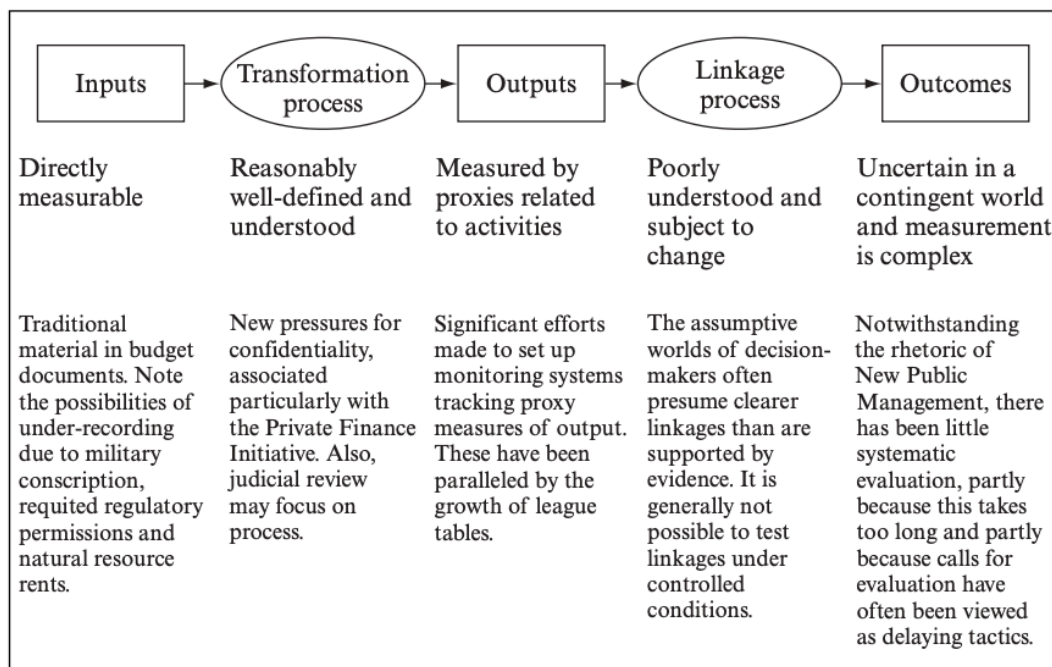 Inputs
Transformation
process
Outputs
Linkage
process
Outcomes
Directly
measurable
Reasonably
well-defined and
understood
Measured by
proxies related
to activities
Poorly
understood and
subject to
change
Uncertain in a
contingent world
and measurement
is complex
Traditional
material in budget
documents. Note
the possibilities of
under-recording
due to military
conscription,
requited regulatory
permissions and
natural resource
rents.
New pressures for
confidentiality,
associated
particularly with
the Private Finance
Initiative. Also,
judicial review
may focus on
process.
Significant efforts
made to set up
monitoring systems
tracking proxy
measures of output.
These have been
paralleled by the
growth of league
tables.
The assumptive
worlds of decision-
makers often
presume clearer
linkages than are
supported by
evidence. It is
generally not
possible to test
linkages under
controlled
conditions.
Notwithstanding
the rhetoric of
New Public
Management, there
has been little
systematic
evaluation, partly
because this takes
too long and partly
because calls for
evaluation have
often been viewed
as delaying tactics.